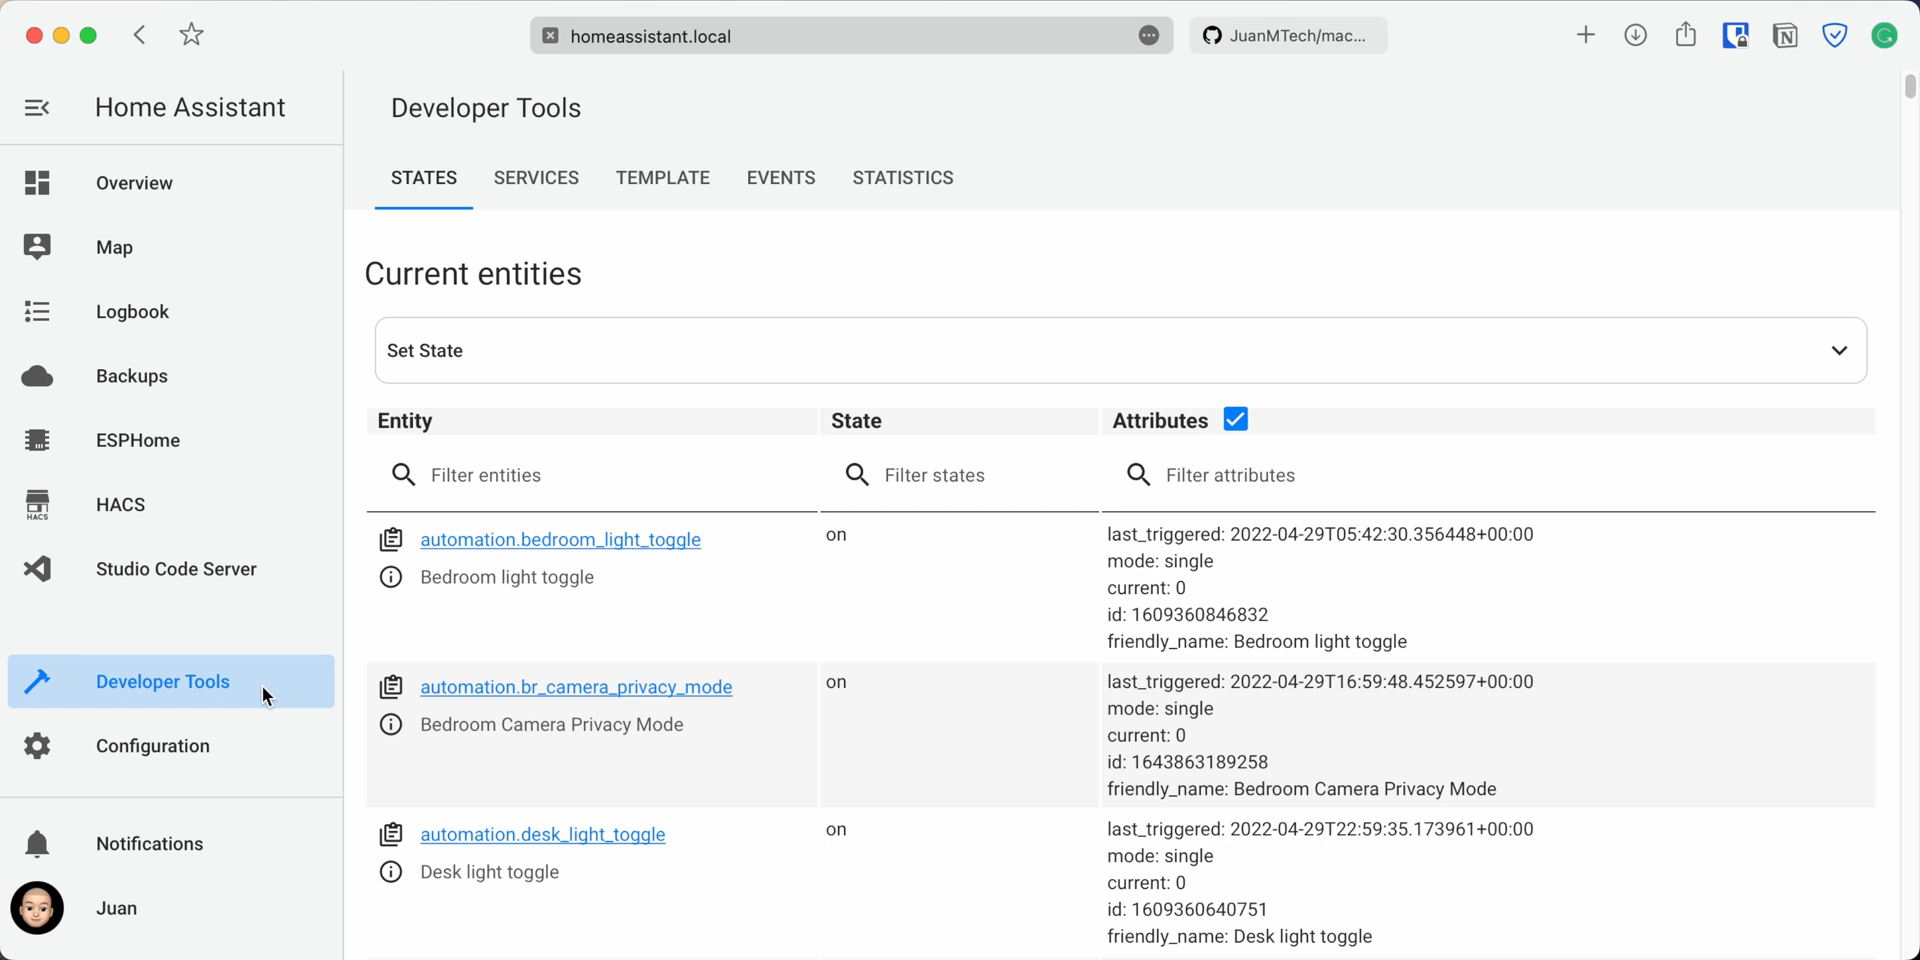 homeassistant.local
JuanMTech/mac...
Home Assistant
Developer Tools
Overview
Map
Logbook
Backups
ESPHome
HACS
HACS
Studio Code Server
Developer Tools
Configuration
Notifications
Juan
STATES SERVICES TEMPLATE EVENTS STATISTICS
Current entities
Set State
Entity State Attributes
Filter entities Filter states Filter attributes
automation.bedroom_light_toggle
Bedroom light toggle
on
last_triggered: 2022-04-29T05:42:30.356448+00:00
mode: single
current: 0
id: 1609360846832
friendly_name: Bedroom light toggle
automation.br_camera_privacy_mode
Bedroom Camera Privacy Mode
on
last_triggered: 2022-04-29T16:59:48.452597+00:00
mode: single
current: 0
id: 1643863189258
friendly_name: Bedroom Camera Privacy Mode
automation.desk_light_toggle
Desk light toggle
on
last_triggered: 2022-04-29T22:59:35.173961+00:00
mode: single
current: 0
id: 1609360640751
friendly_name: Desk light toggle